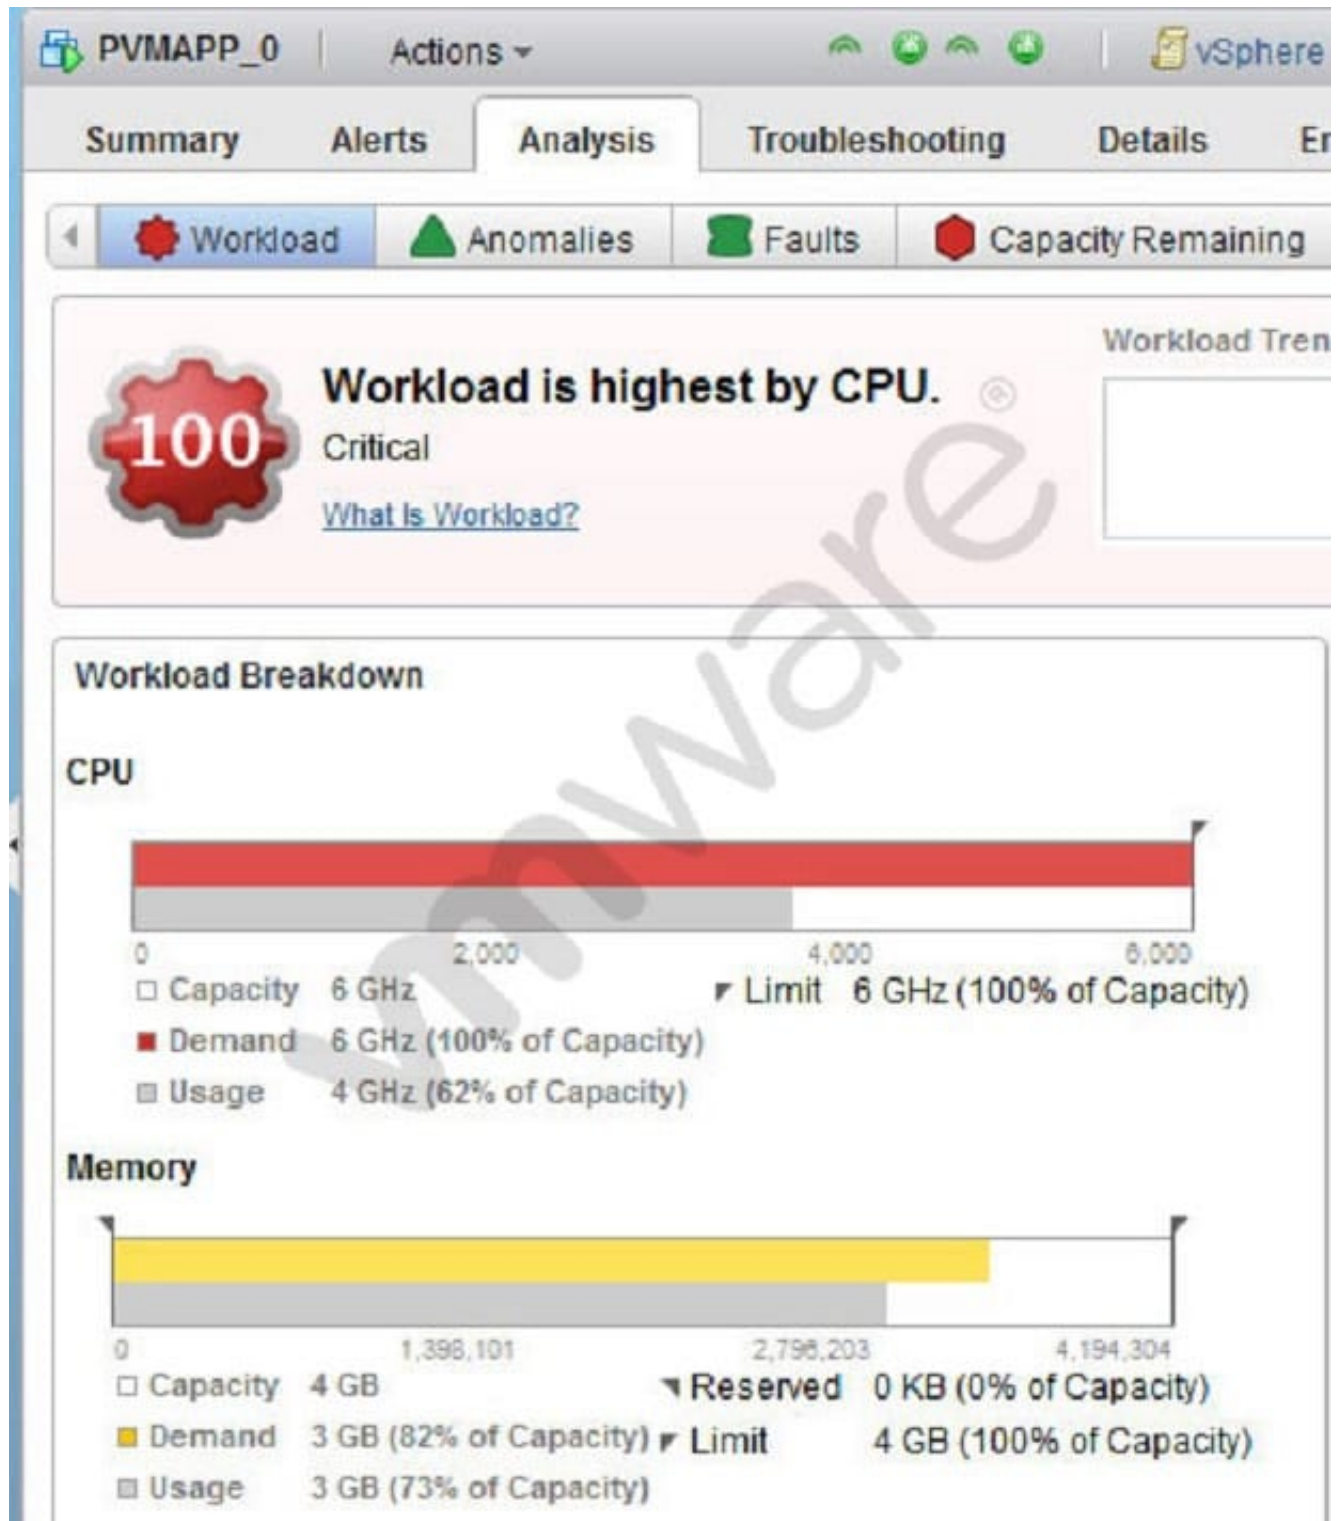 PVMAPP_0 | Actions vSphere
Summary Alerts Analysis Troubleshooting Details
Workload Anomalies Faults Capacity Remaining
Workload Tren
100
Workload is highest by CPU.
Critical
What Is Workload?
vmware®
Workload Breakdown
CPU
0 2,000 4,000 6,000
Capacity 6 GHz Limit 6 GHz (100% of Capacity)
Demand 6 GHz (100% of Capacity)
Usage 4 GHz (62% of Capacity)
Memory
0 1,398,101 2,796,203 4,194,304
Capacity 4 GB Reserved 0 KB (0% of Capacity)
Demand 3 GB (82% of Capacity) Limit 4 GB (100% of Capacity)
Usage 3 GB (73% of Capacity)